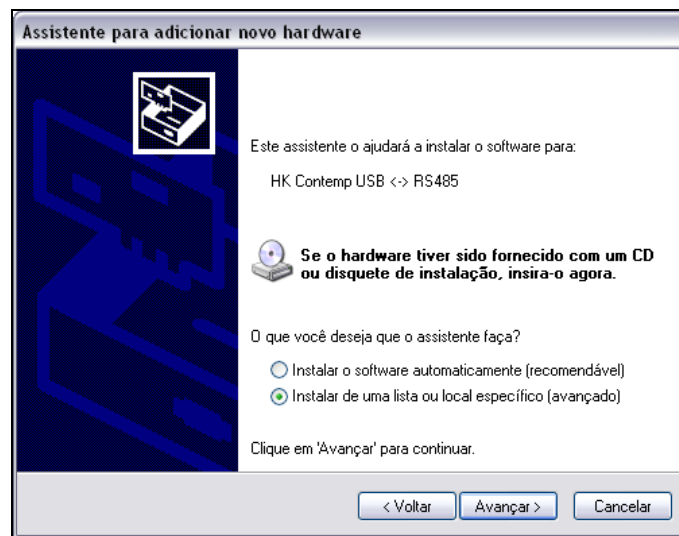 Assistente para adicionar novo hardware
Este assistente o ajudará a instalar o software para:
HK Contemp USB <-> RS485
Se o hardware tiver sido fornecido com um CD
ou disquete de instalação, insira-o agora.
O que você deseja que o assistente faça?
Instalar o software automaticamente (recomendável)
Instalar de uma lista ou local específico (avançado)
Clique em 'Avançar' para continuar.
< Voltar Avançar > Cancelar